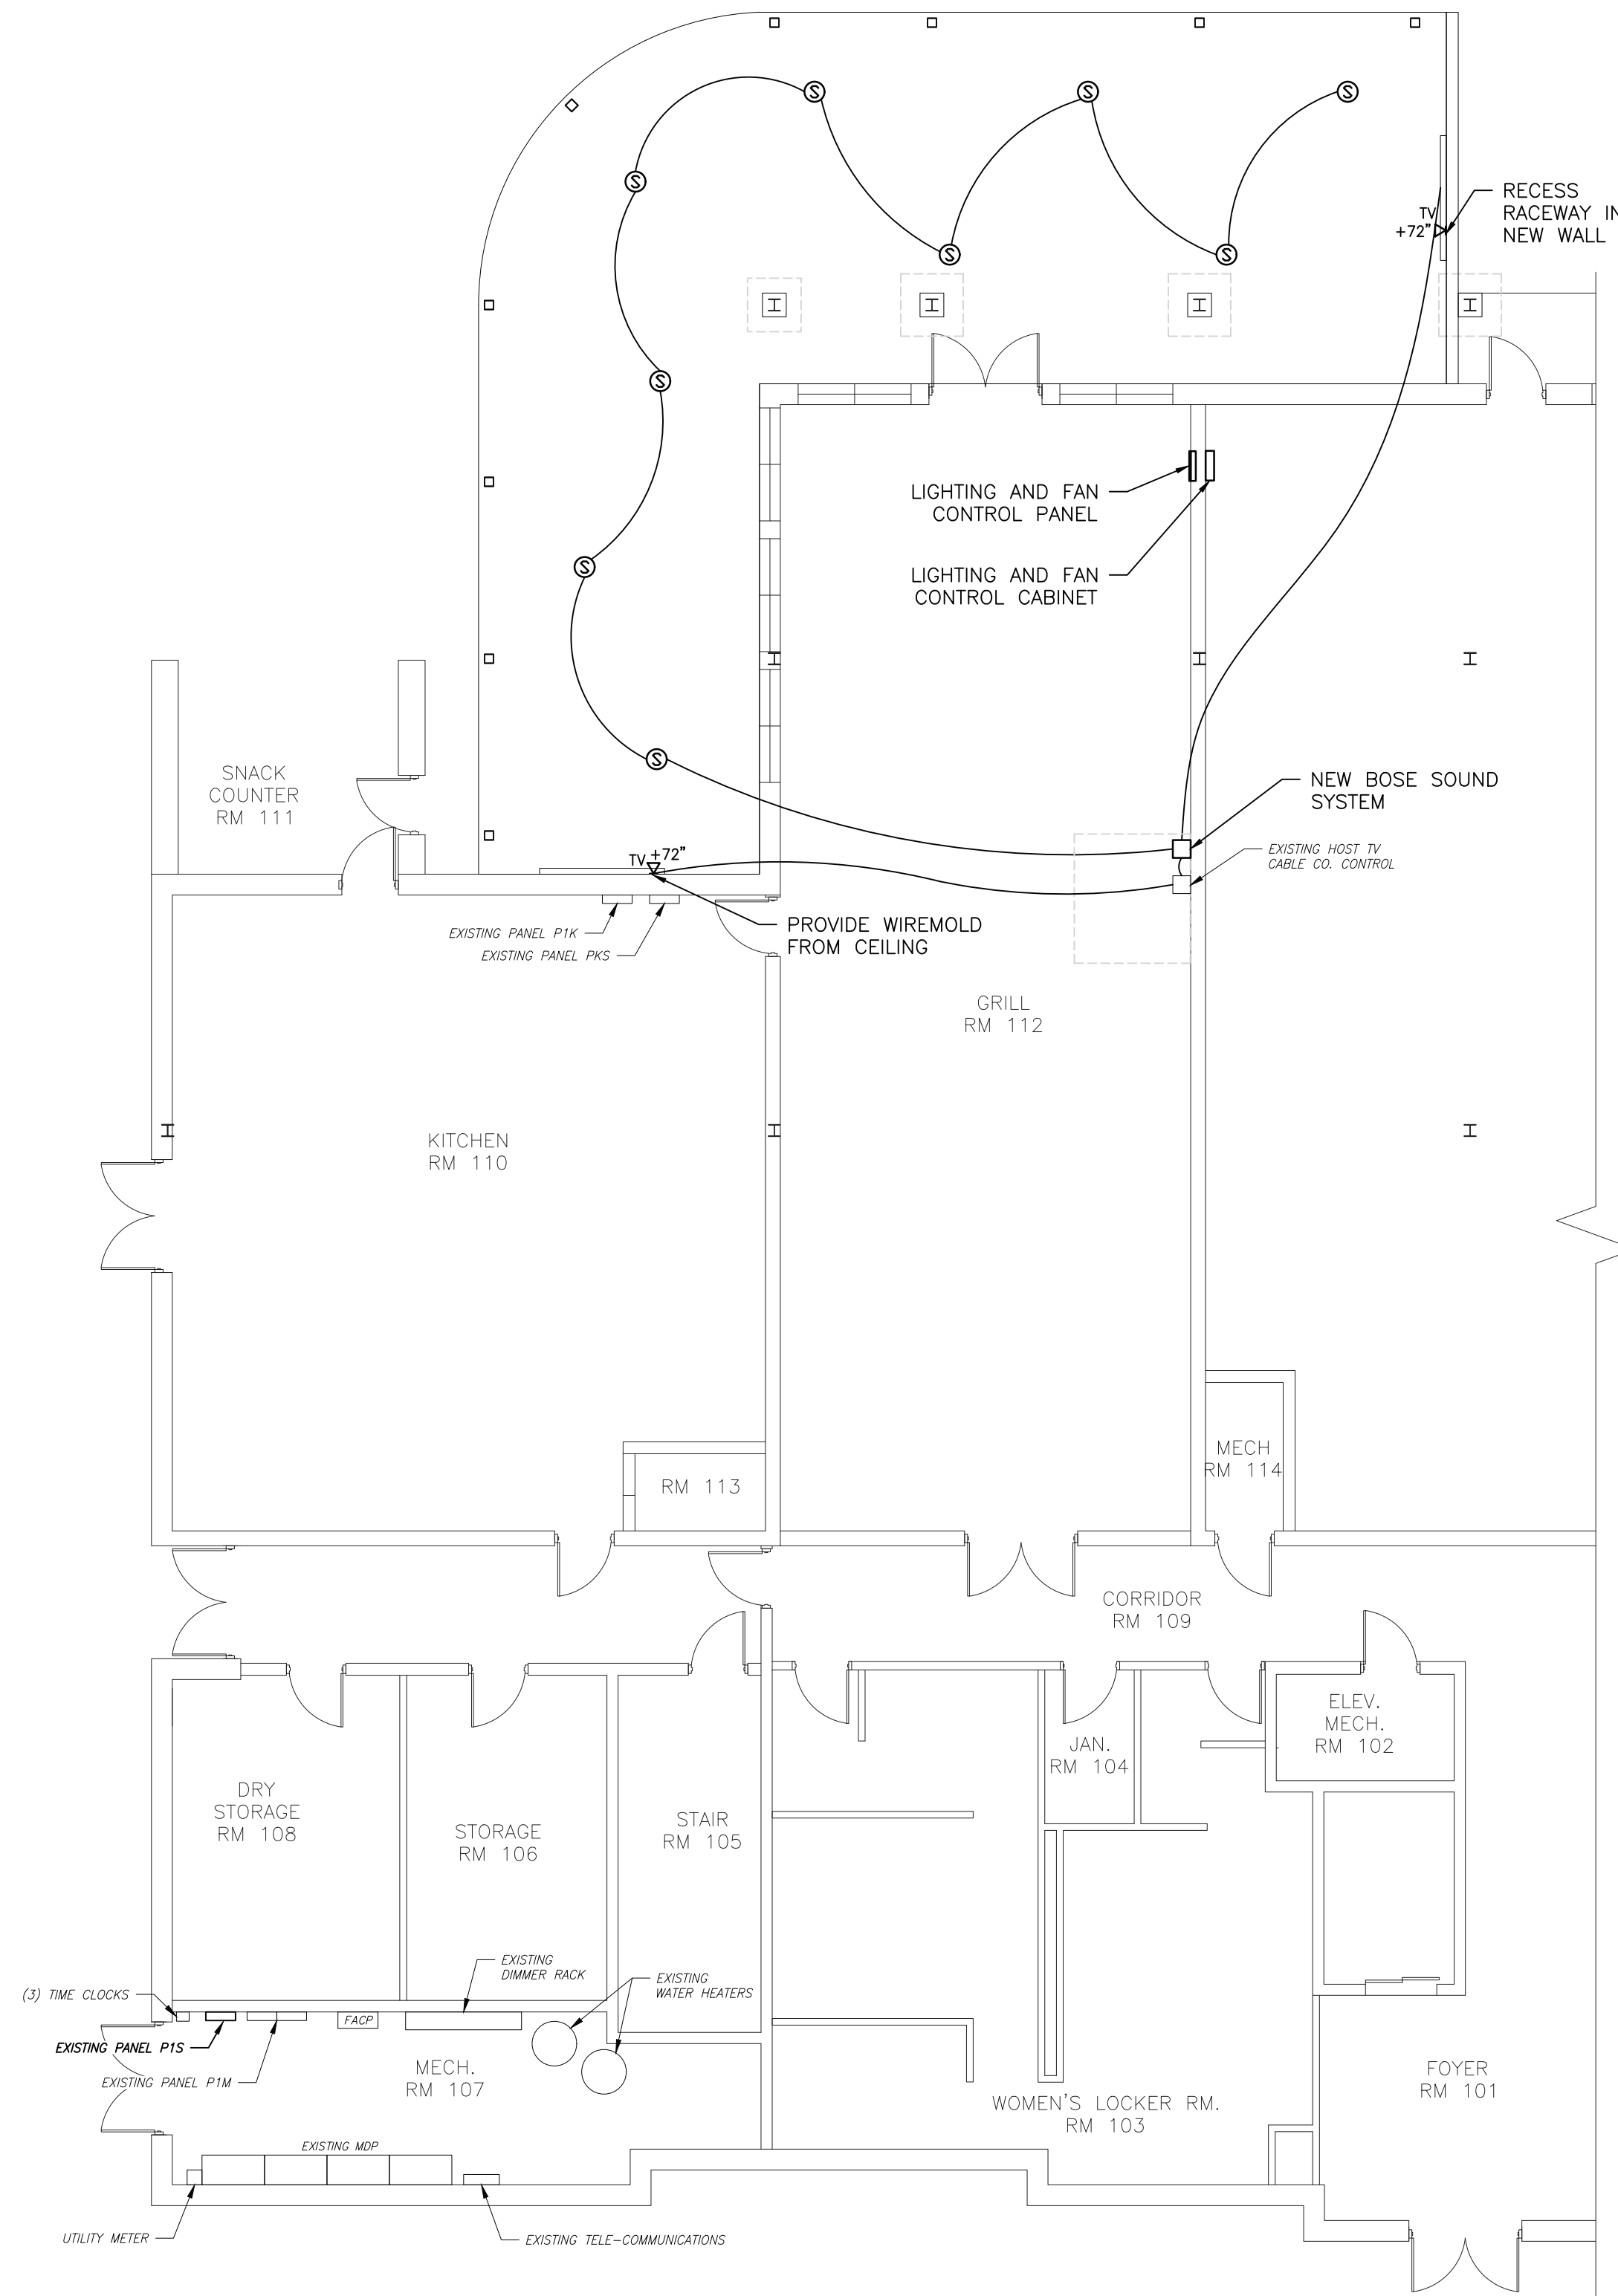 S
S
S
S
RECESS
RACEWAY IN
NEW WALL
TV
+72"
S
S
S
LIGHTING AND FAN
CONTROL PANEL
LIGHTING AND FAN
CONTROL CABINET
S
SNACK
COUNTER
RM 111
S
NEW BOSE SOUND
SYSTEM
EXISTING HOST TV
CABLE CO. CONTROL
TV
+72"
PROVIDE WIREMOLD
FROM CEILING
EXISTING PANEL P1K
EXISTING PANEL PKS
GRILL
RM 112
KITCHEN
RM 110
MECH
RM 114
RM 113
CORRIDOR
RM 109
ELEV.
MECH.
RM 102
JAN.
RM 104
DRY
STORAGE
RM 108
STORAGE
RM 106
STAIR
RM 105
EXISTING
DIMMER RACK
EXISTING
WATER HEATERS
(3) TIME CLOCKS
FACP
EXISTING PANEL P1S
EXISTING PANEL P1M
MECH.
RM 107
WOMEN'S LOCKER RM.
RM 103
FOYER
RM 101
EXISTING MDP
UTILITY METER
EXISTING TELE-COMMUNICATIONS